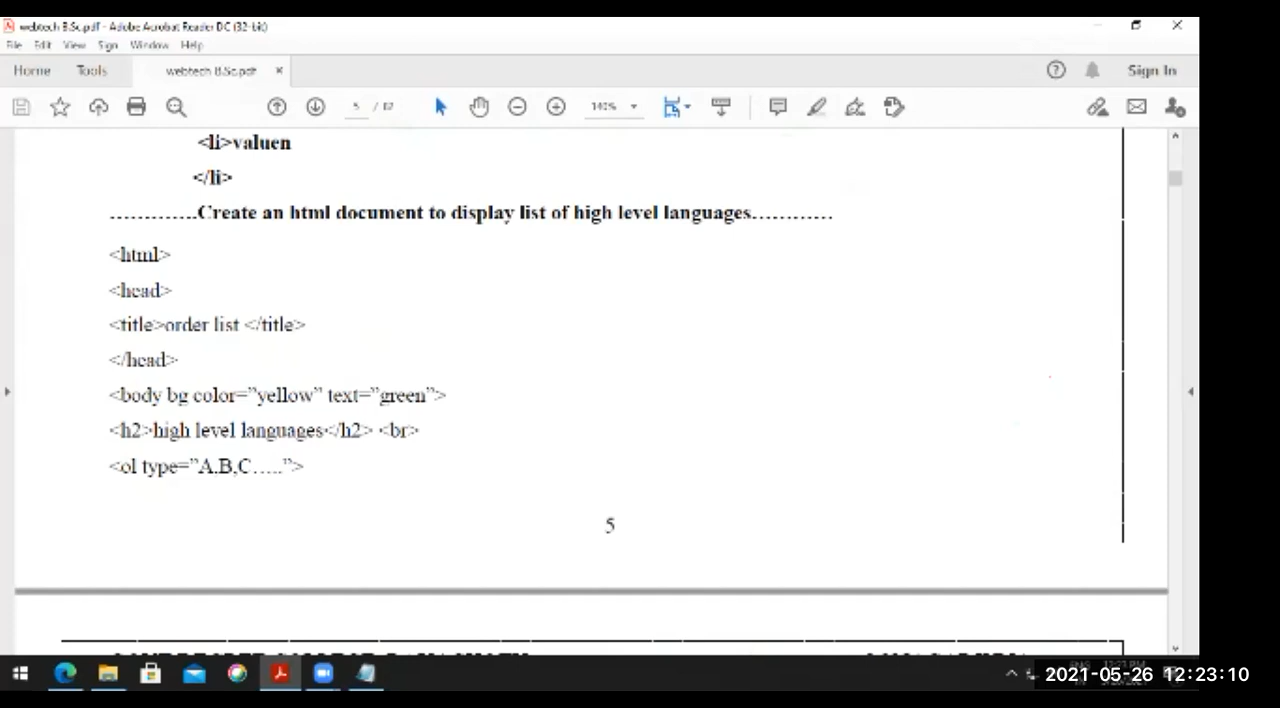 webtech B.Sc.pdf - Adobe Acrobat Reader DC (32-bit)
File Edit View Sign Window Help
Home Tools webtech B.Sc.pdf × Sign In
5 / 140%
<li>valuen
</li>
.............Create an html document to display list of high level languages............
<html>
<head>
<title>order list </title>
</head>
<body bg color=”yellow” text=”green”>
<h2>high level languages</h2> <br>
<ol type=”A.B,C…..”>
5
2021-05-26 12:23:10